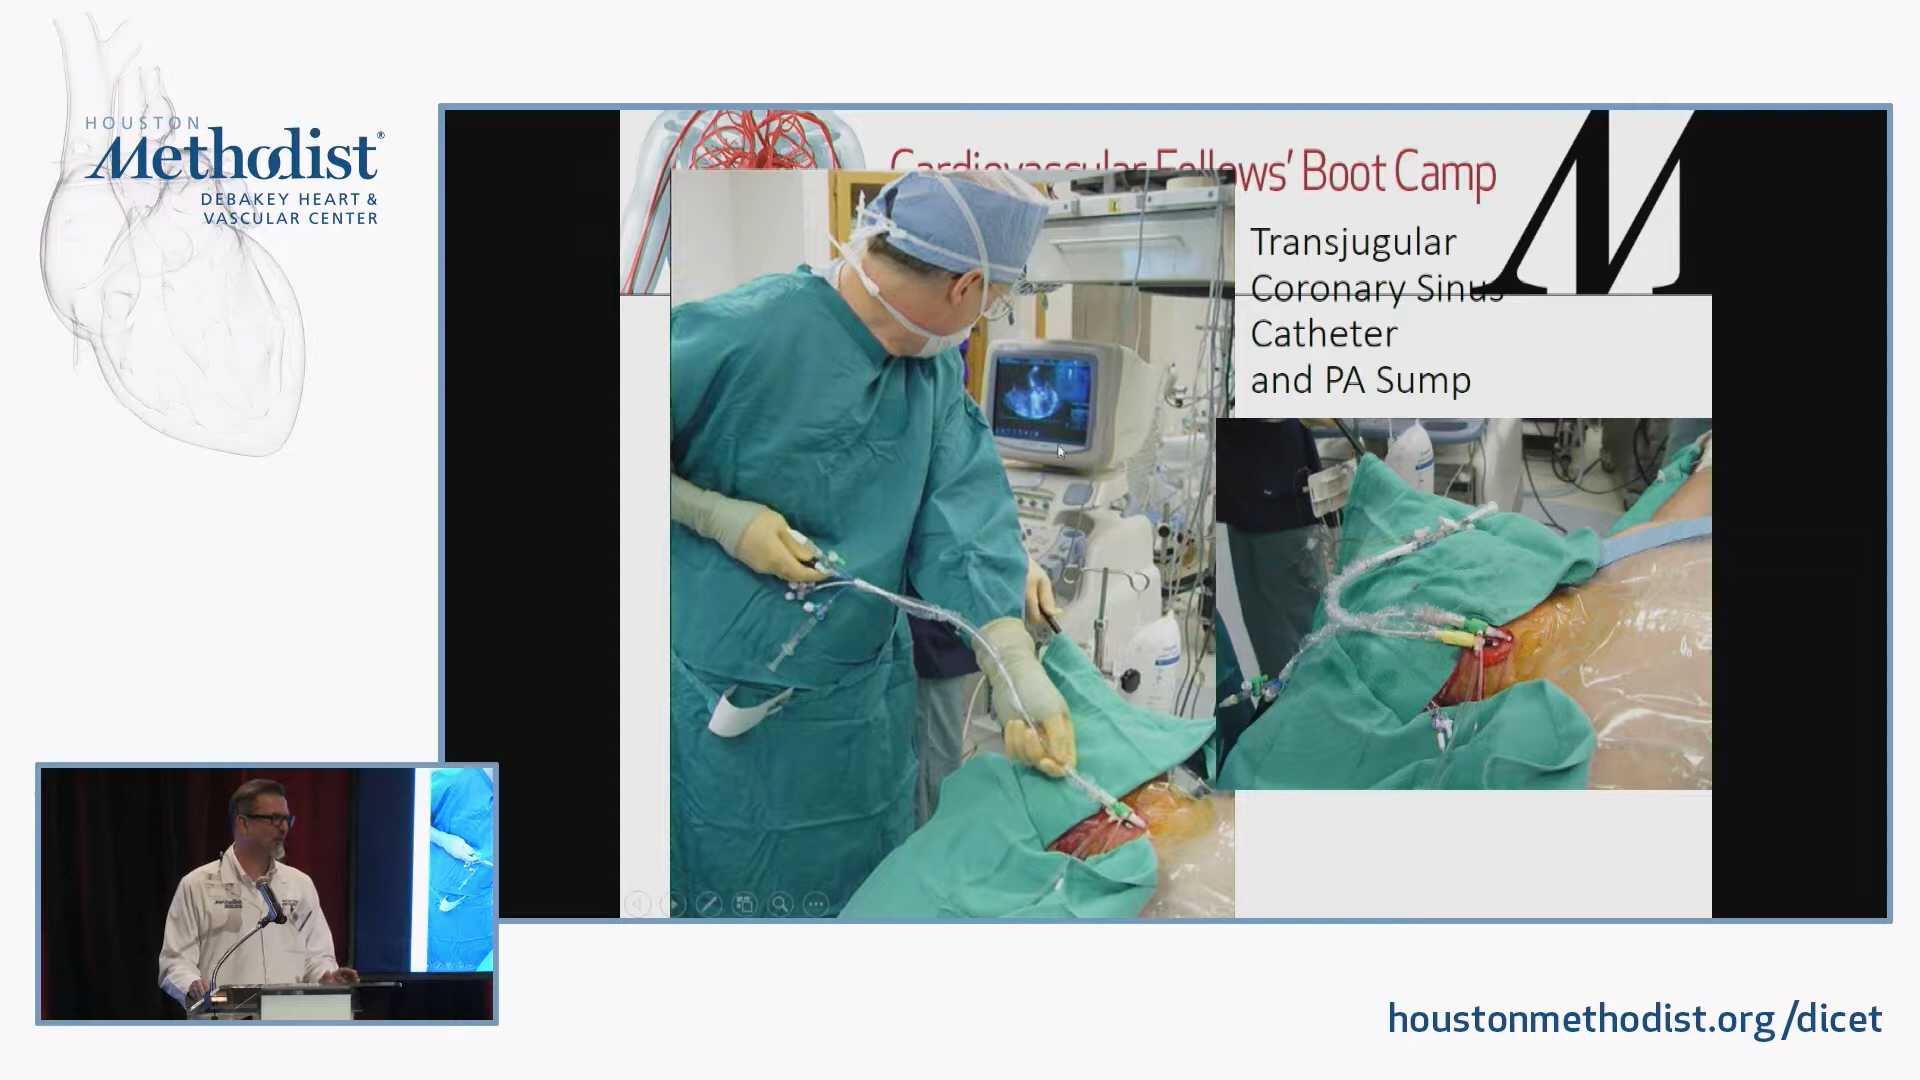 HOUSTON
Methodist®
DEBAKEY HEART &
VASCULAR CENTER
Cardiovascular Fellows' Boot Camp
Transjugular
Coronary Sinus
Catheter
and PA Sump
Methodist
houstonmethodist.org/dicet